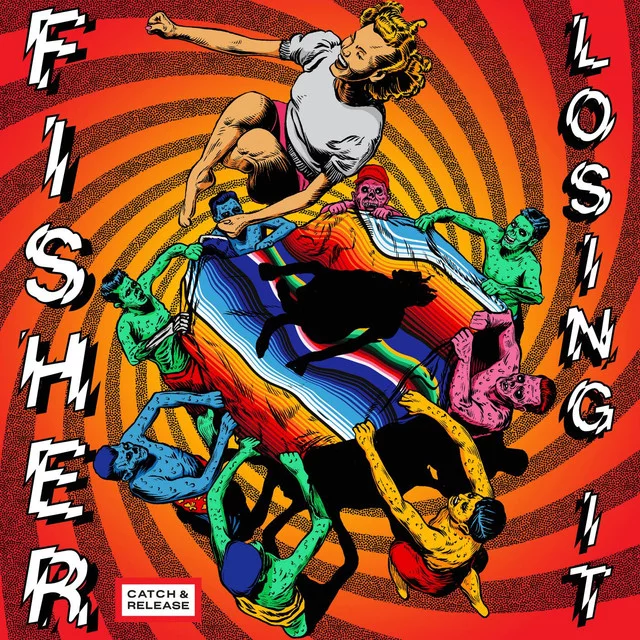 FISHER
LOSING IT
CATCH &
RELEASE